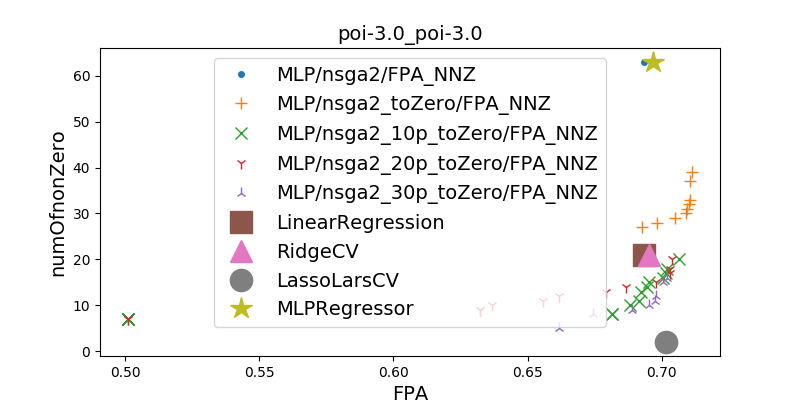 poi-3.0_poi-3.0
numOfnonZero
60
50
40
30
20
10
0
MLP/nsga2/FPA_NNZ
MLP/nsga2_toZero/FPA_NNZ
MLP/nsga2_10p_toZero/FPA_NNZ
MLP/nsga2_20p_toZero/FPA_NNZ
MLP/nsga2_30p_toZero/FPA_NNZ
LinearRegression
RidgeCV
LassoLarsCV
MLPRegressor
0.50 0.55 0.60 0.65 0.70
FPA